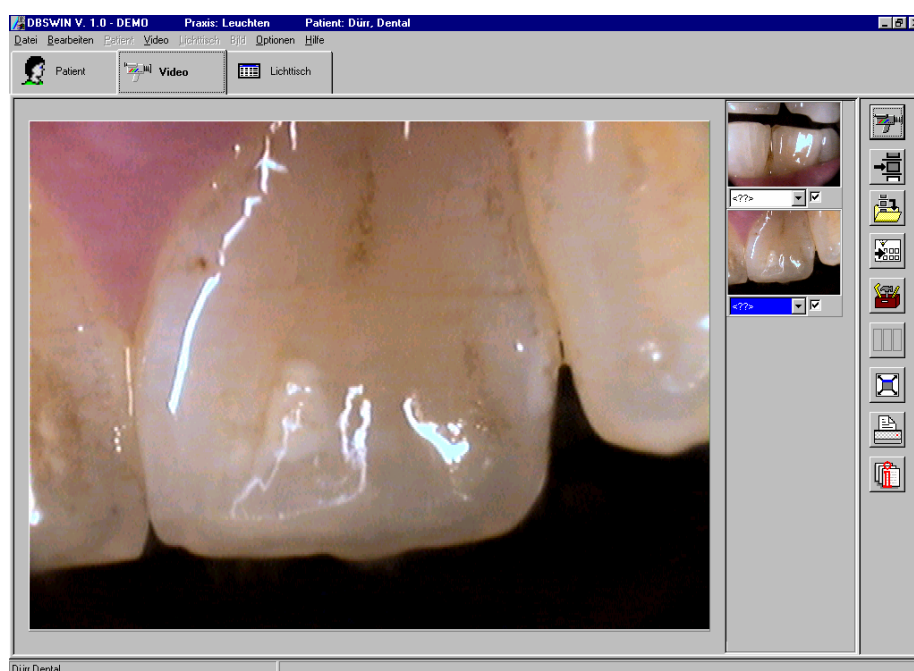 DBSWIN V. 1.0 - DEMO Praxis: Leuchten Patient: Dürr, Dental
Datei Bearbeiten Patient Video Lichttisch Bild Optionen Hilfe
Patient Video Lichttisch
<??>
<??>
Dürr Dental